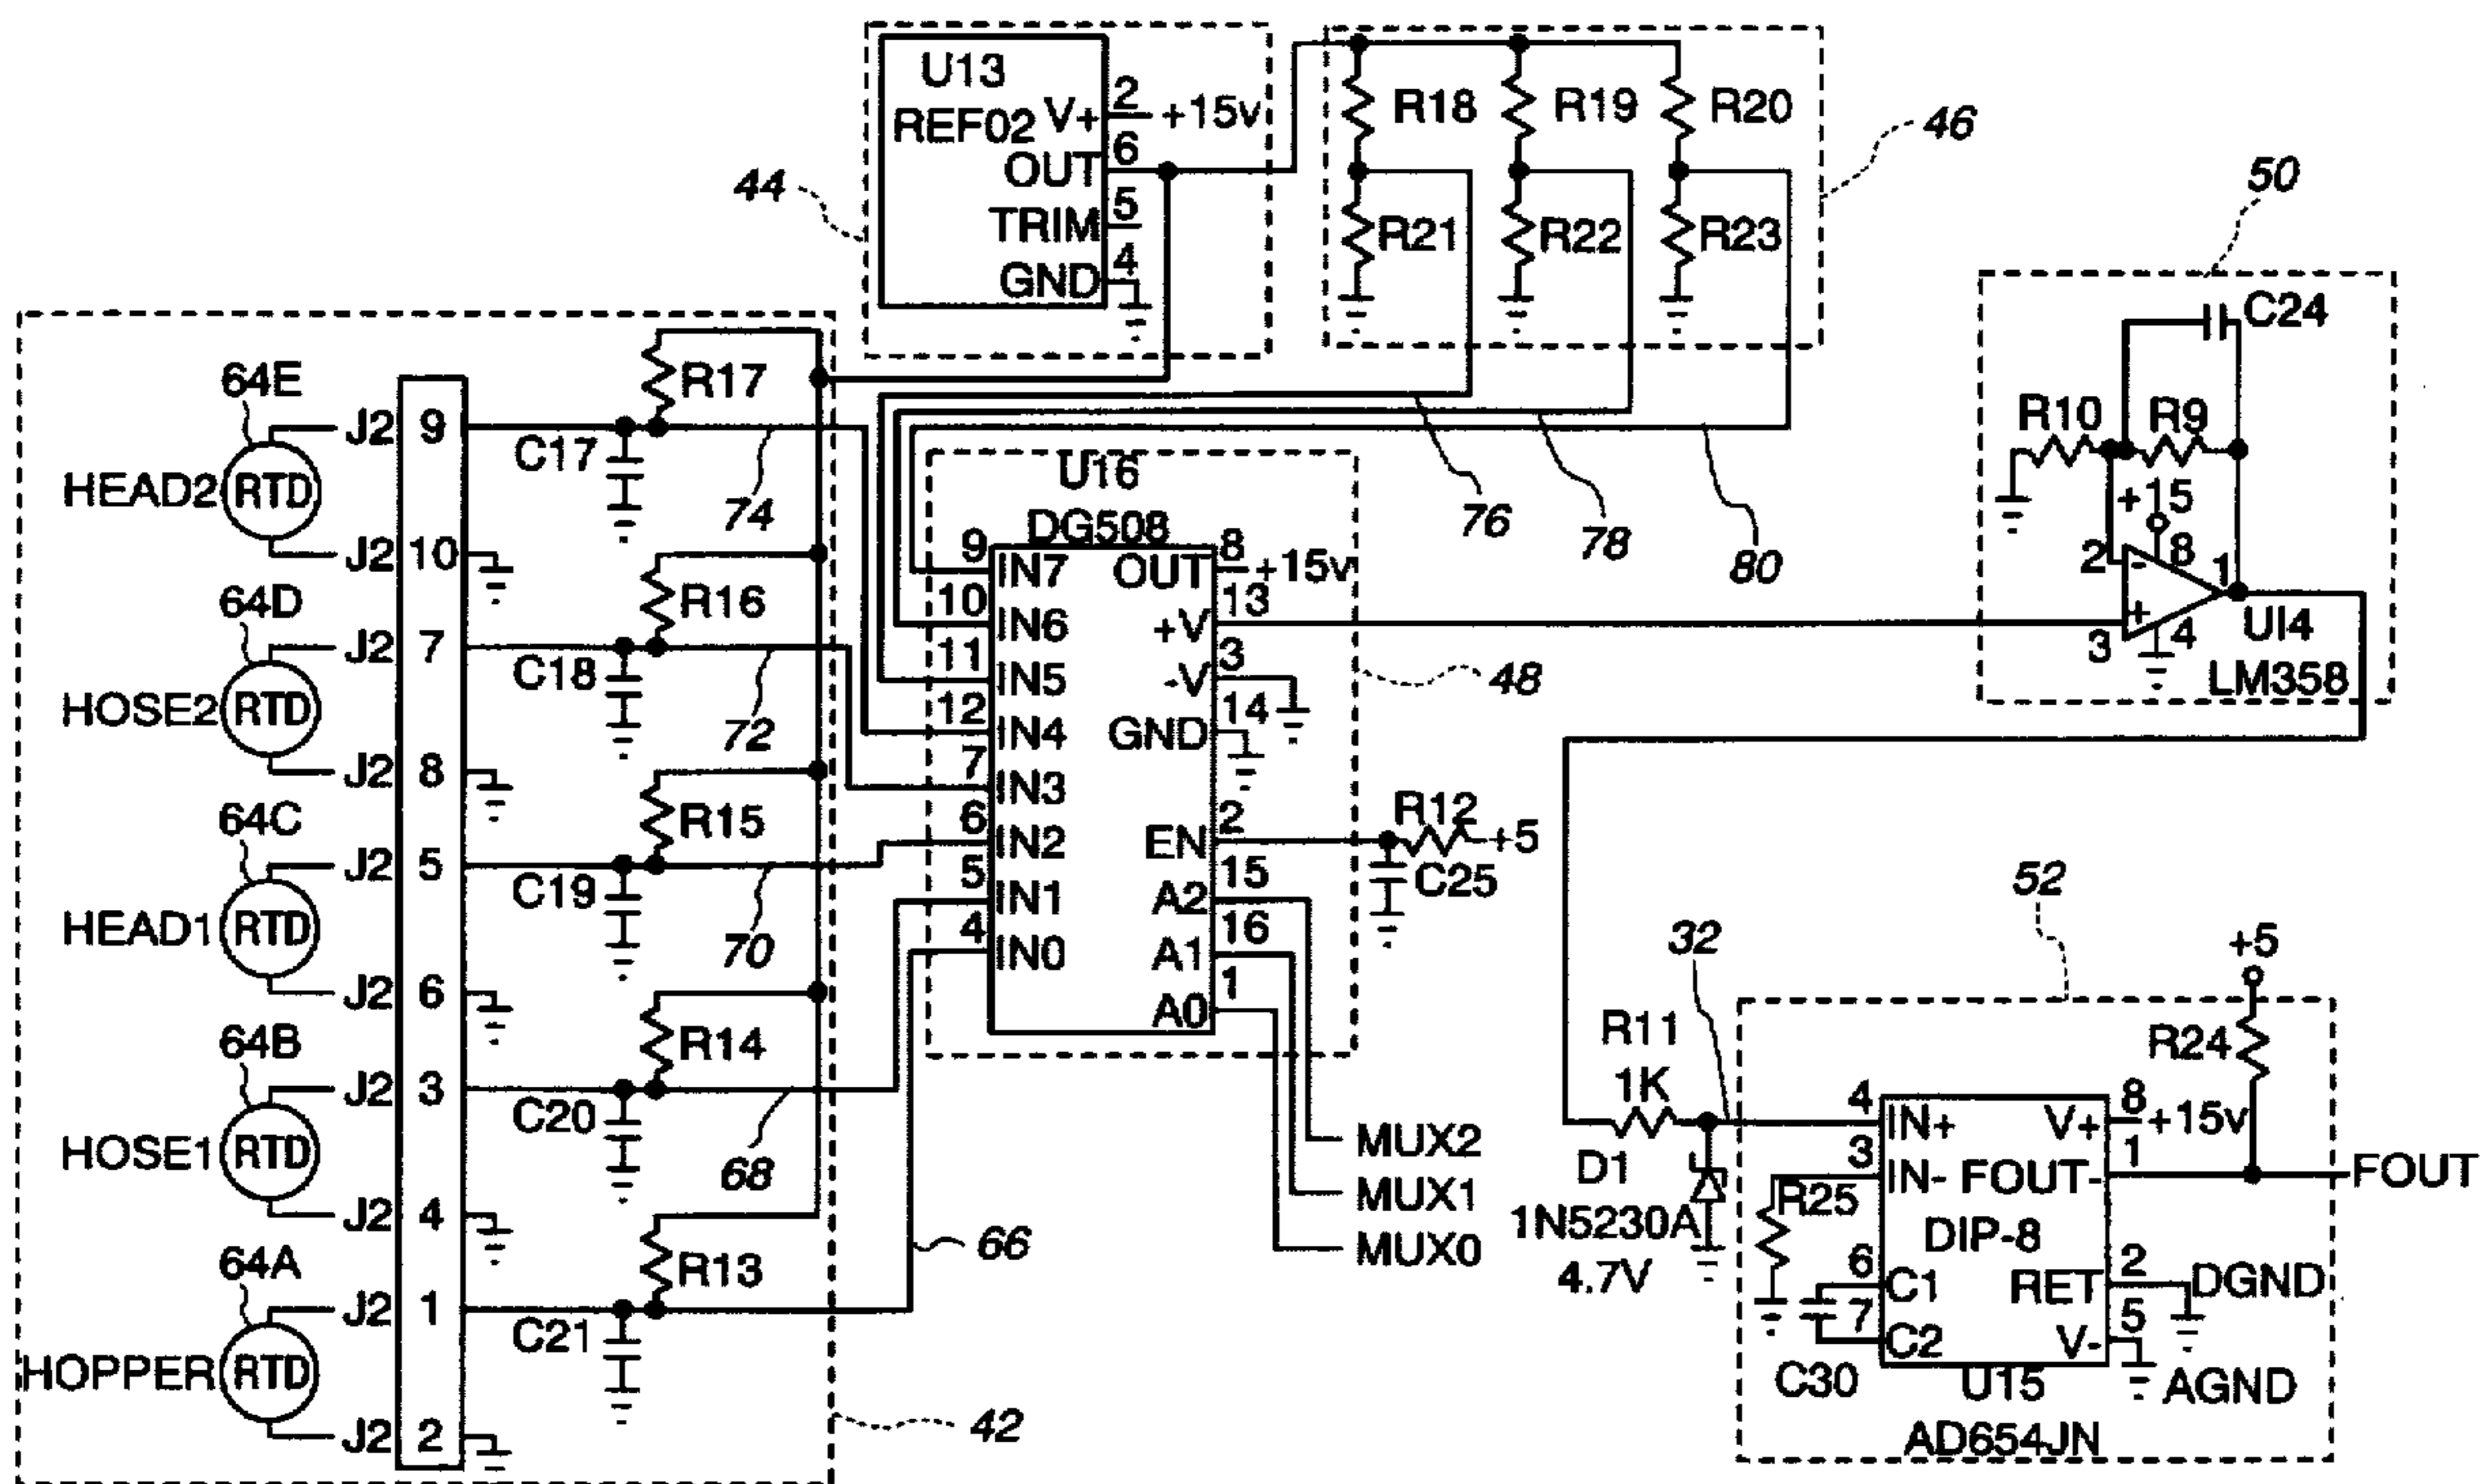 U13
REF02
V+
2
+15v
OUT
6
TRIM
5
GND
4
44
R18
R19
R20
R21
R22
R23
46
50
C24
R10
R9
+15
2
-
8
1
+
3
4
UI4
LM358
64E
HEAD2
RTD
J2
9
J2
10
C17
R17
74
64D
HOSE2
RTD
J2
7
J2
8
C18
R16
72
64C
HEAD1
RTD
J2
5
J2
6
C19
R15
70
64B
HOSE1
RTD
J2
3
J2
4
C20
R14
68
64A
HOPPER
RTD
J2
1
J2
2
C21
R13
66
42
76
78
80
U16
DG508
9
IN7
10
IN6
11
IN5
12
IN4
7
IN3
6
IN2
5
IN1
4
IN0
OUT
8
+15v
+V
13
-V
3
GND
14
EN
2
A2
15
A1
16
A0
1
48
R12
+5
C25
MUX2
MUX1
MUX0
32
R11
1K
D1
1N5230A
4.7V
52
+5
R24
4
IN+
3
IN-
R25
6
C1
7
C2
C30
V+
8
+15v
FOUT-
1
FOUT
DIP-8
RET
2
DGND
V-
5
AGND
U15
AD654JN